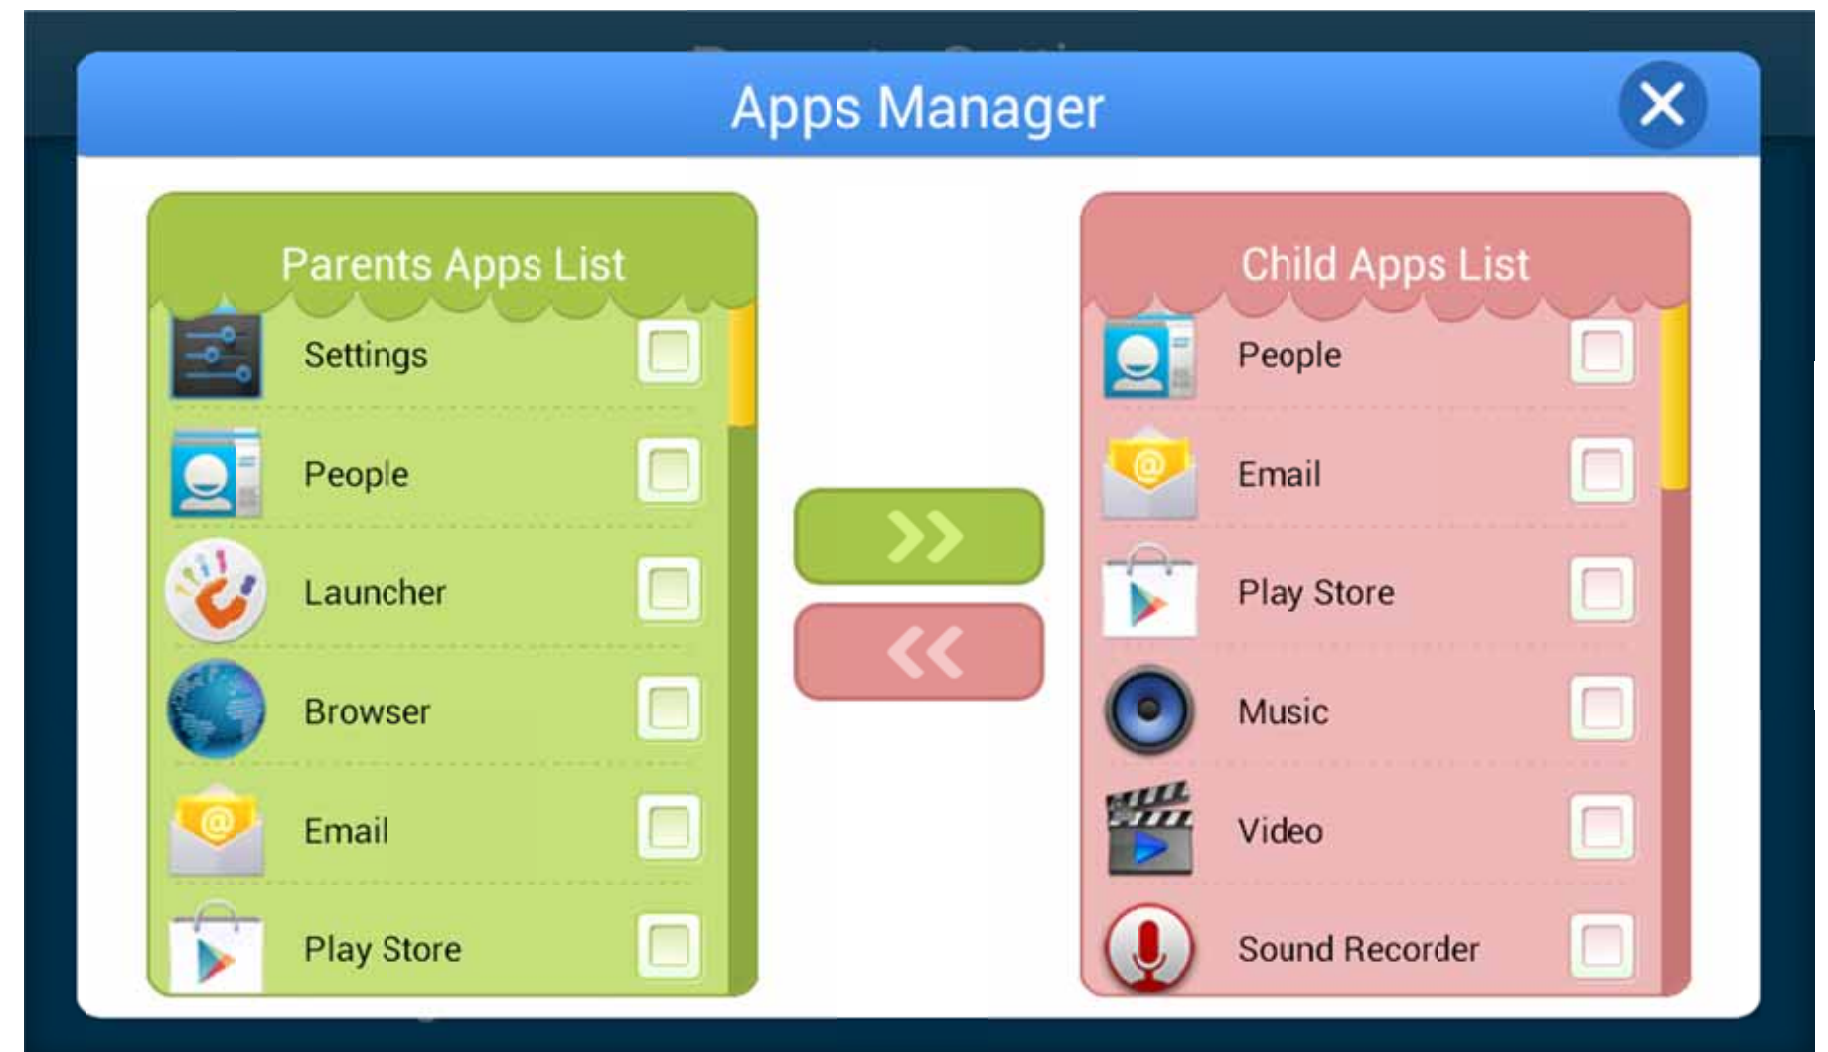 Apps Manager
Parents Apps List
Settings
People
Launcher
Browser
Email
Play Store
Child Apps List
People
Email
Play Store
Music
Video
Sound Recorder